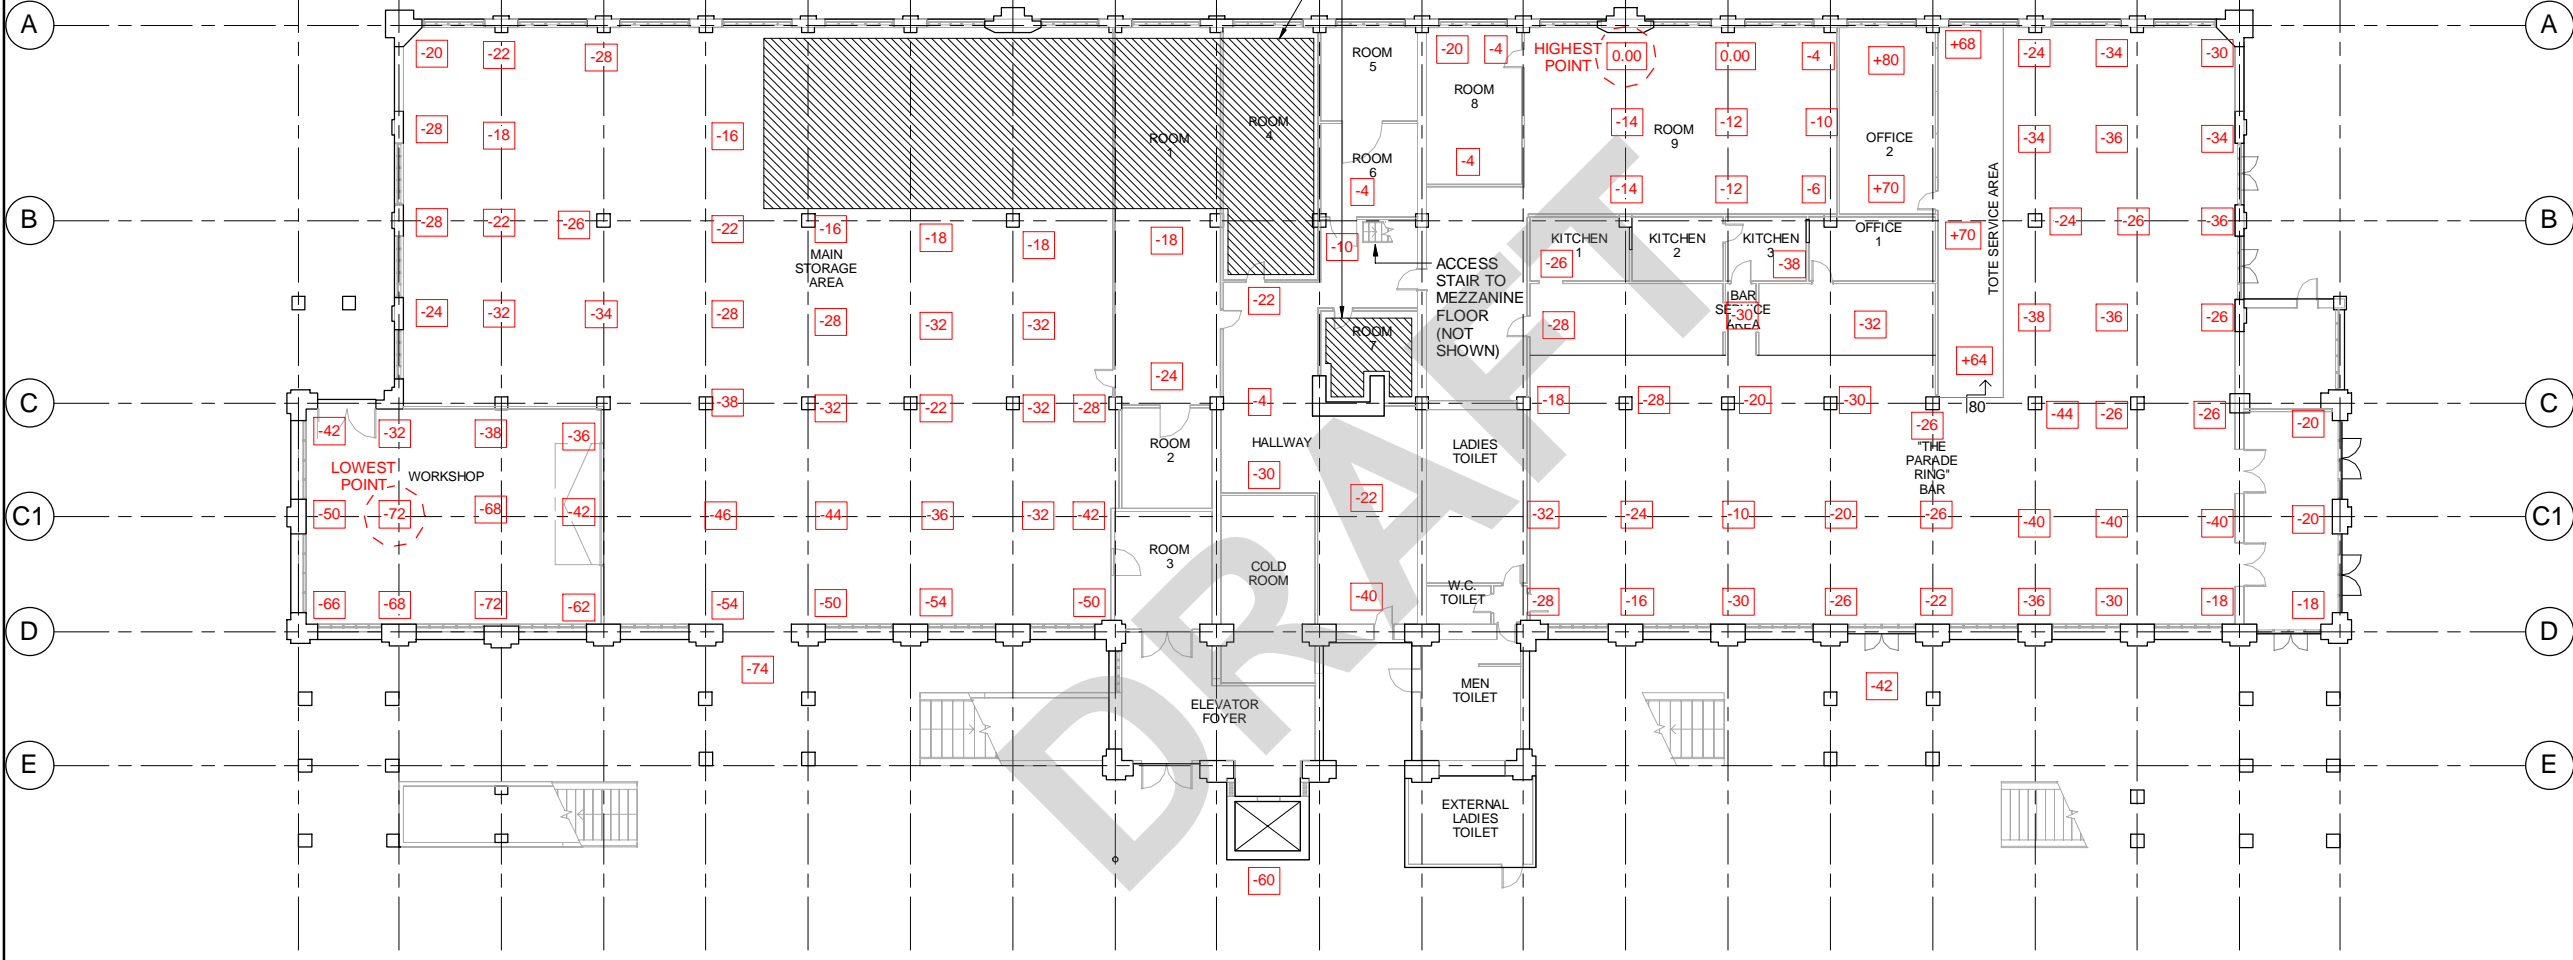 A
A
-20
-22
-28
ROOM
5
-20
-4
HIGHEST
POINT
0.00
0.00
-4
+80
+68
-24
-34
-30
ROOM
8
-28
-18
-16
ROOM
1
ROOM
4
ROOM
6
-4
-4
-14
ROOM
9
-12
-10
OFFICE
2
-34
-36
-34
-14
-12
-6
+70
TOTE SERVICE AREA
B
B
-28
-22
-26
-22
-16
-18
-18
-18
-10
MAIN
STORAGE
AREA
KITCHEN
1
KITCHEN
2
KITCHEN
3
OFFICE
1
+70
-24
-26
-36
-26
-38
ACCESS
STAIR TO
MEZZANINE
FLOOR
(NOT
SHOWN)
-24
-32
-34
-28
-28
-32
-32
-22
ROOM
7
-28
BAR
SERVICE
AREA
-30
-32
-38
-36
-26
-24
+64
80
C
C
-38
-32
-22
-32
-28
-4
-18
-28
-20
-30
-26
-44
-26
-26
-20
-42
-32
-38
-36
ROOM
2
HALLWAY
LADIES
TOILET
"THE
PARADE
RING"
BAR
LOWEST
POINT
WORKSHOP
-30
-22
C1
C1
-50
-72
-68
-42
-46
-44
-36
-32
-42
-32
-24
-10
-20
-26
-40
-40
-40
-20
ROOM
3
COLD
ROOM
W.C.
TOILET
-66
-68
-72
-62
-54
-50
-54
-50
-40
-28
-16
-30
-26
-22
-36
-30
-18
-18
D
D
-74
-42
MEN
TOILET
ELEVATOR
FOYER
E
E
EXTERNAL
LADIES
TOILET
-60
DRAFT